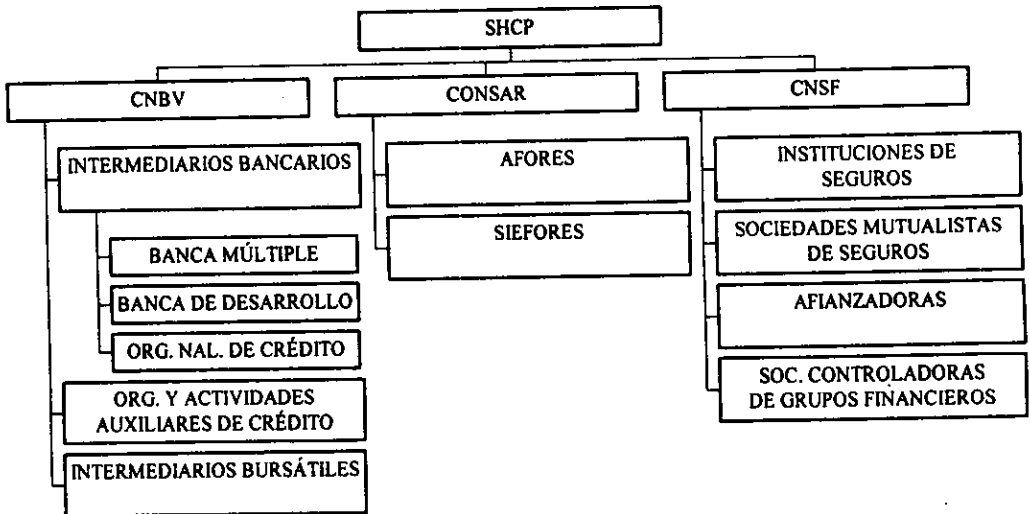 SHCP
CNBV
CONSAR
CNSF
INTERMEDIARIOS BANCARIOS
BANCA MÚLTIPLE
BANCA DE DESARROLLO
ORG. NAL. DE CRÉDITO
ORG. Y ACTIVIDADES
AUXILIARES DE CRÉDITO
INTERMEDIARIOS BURSÁTILES
AFORES
SIEFORES
INSTITUCIONES DE
SEGUROS
SOCIEDADES MUTUALISTAS
DE SEGUROS
AFIANZADORAS
SOC. CONTROLADORAS
DE GRUPOS FINANCIEROS